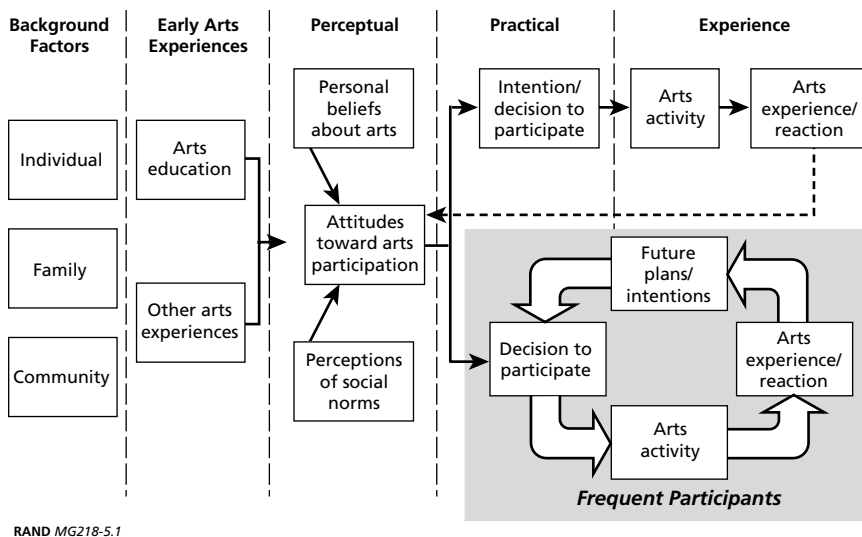 Background
Factors
Early Arts
Experiences
Perceptual
Practical
Experience
Individual
Family
Community
Arts
education
Other arts
experiences
Personal
beliefs
about arts
Attitudes
toward arts
participation
Perceptions
of social
norms
Intention/
decision to
participate
Arts
activity
Arts
experience/
reaction
Future
plans/
intentions
Decision to
participate
Arts
experience/
reaction
Arts
activity
Frequent Participants
RAND MG218-5.1